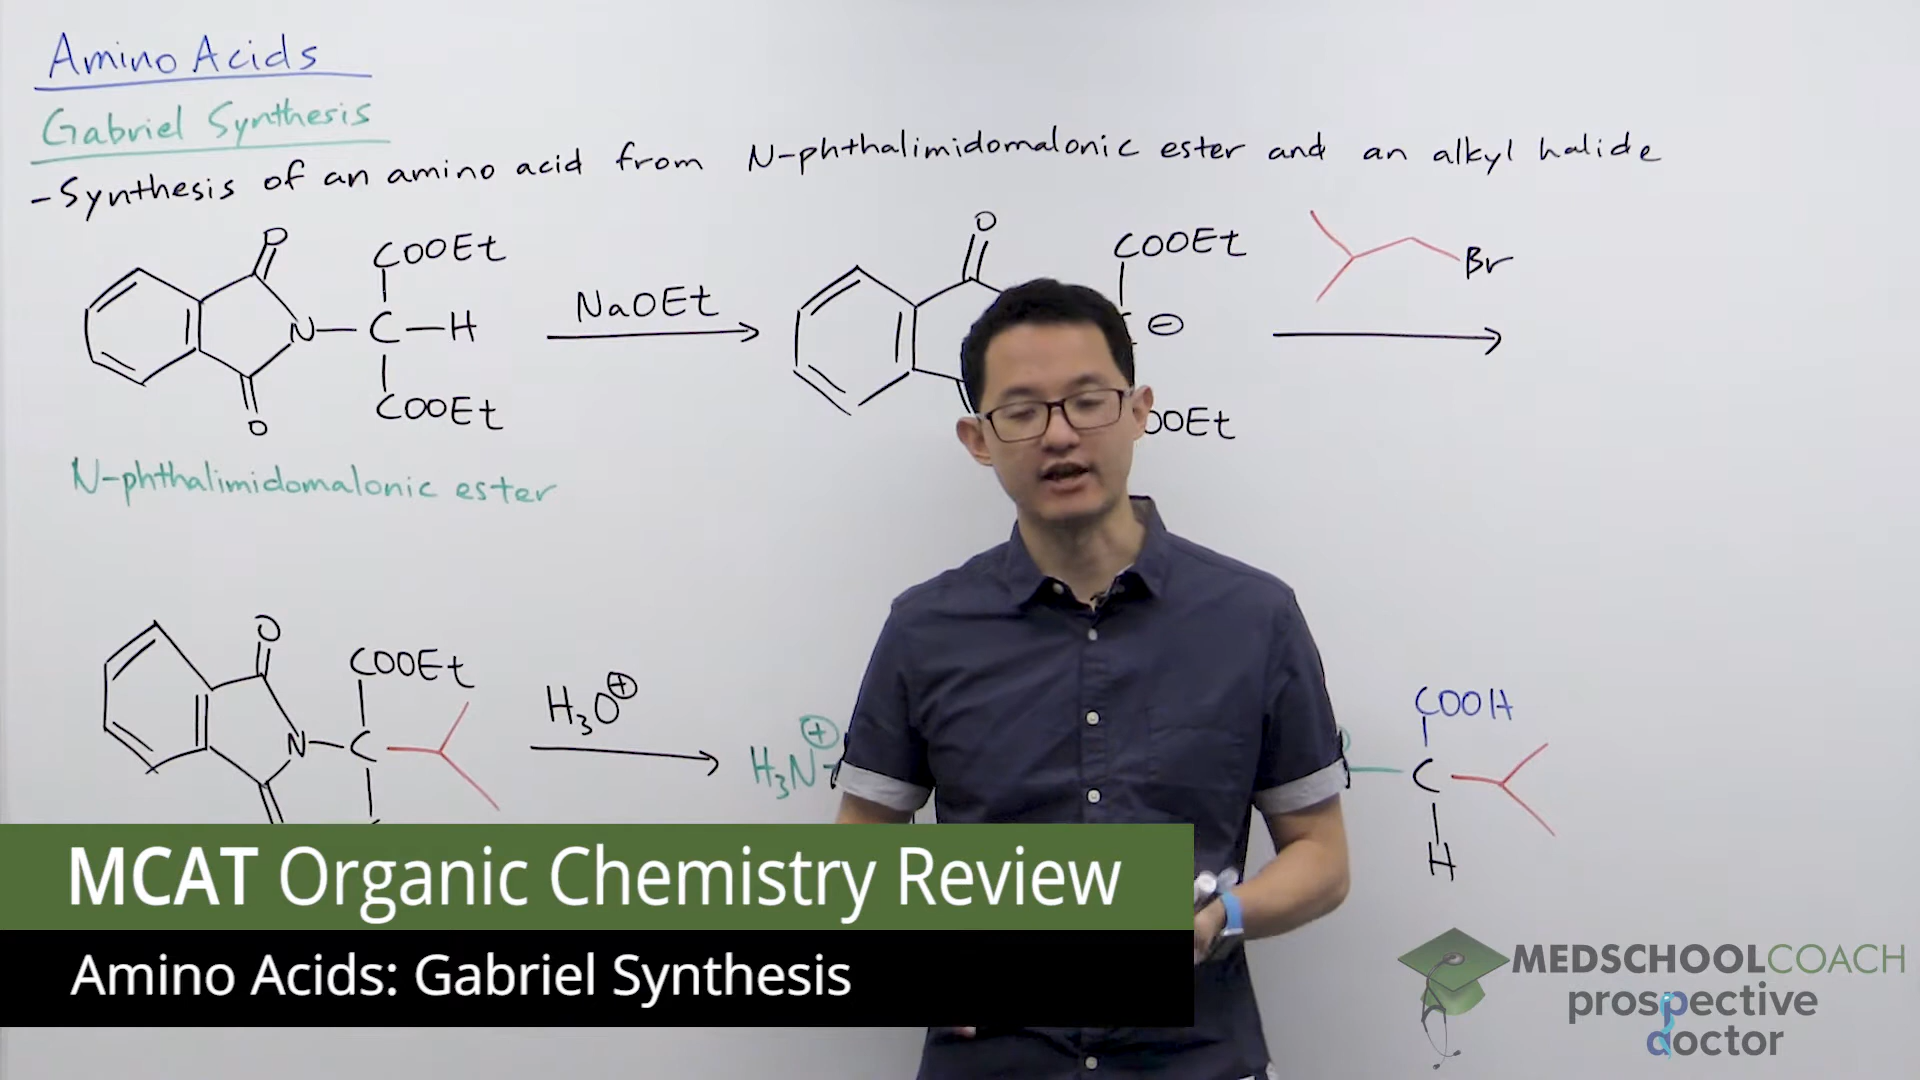 Amino Acids
Gabriel Synthesis
-Synthesis of an amino acid from N-phthalimidomalonic ester and an alkyl halide
O
COOEt
N-C-H
COOEt
O
NaOEt
O
COOEt
⊖
OOEt
Br
N-phthalimidomalonic ester
O
COOEt
N-C
H₃O⊕
H₃N⊕
COOH
C
H
MCAT Organic Chemistry Review
Amino Acids: Gabriel Synthesis
MEDSCHOOLCOACH
prospective
doctor